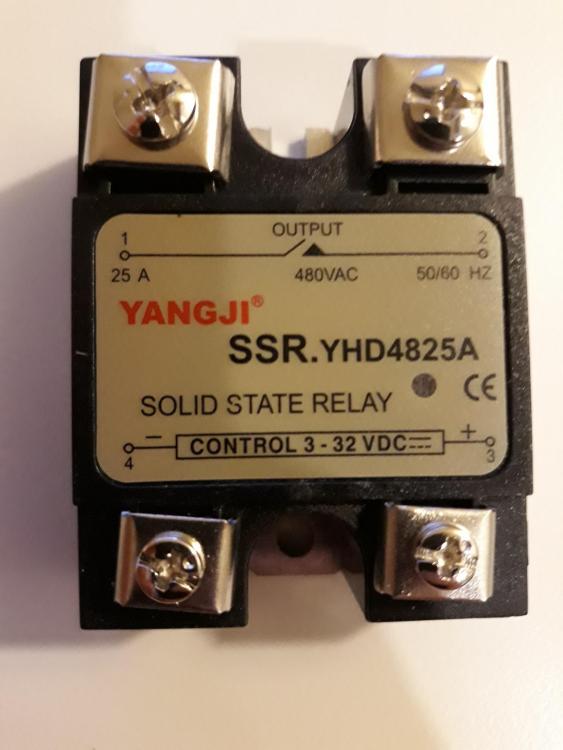 OUTPUT
1 2
25 A 480VAC 50/60 HZ
YANGJI®
SSR.YHD4825A
CE
SOLID STATE RELAY
− CONTROL 3 - 32 VDC⎓ +
4 3